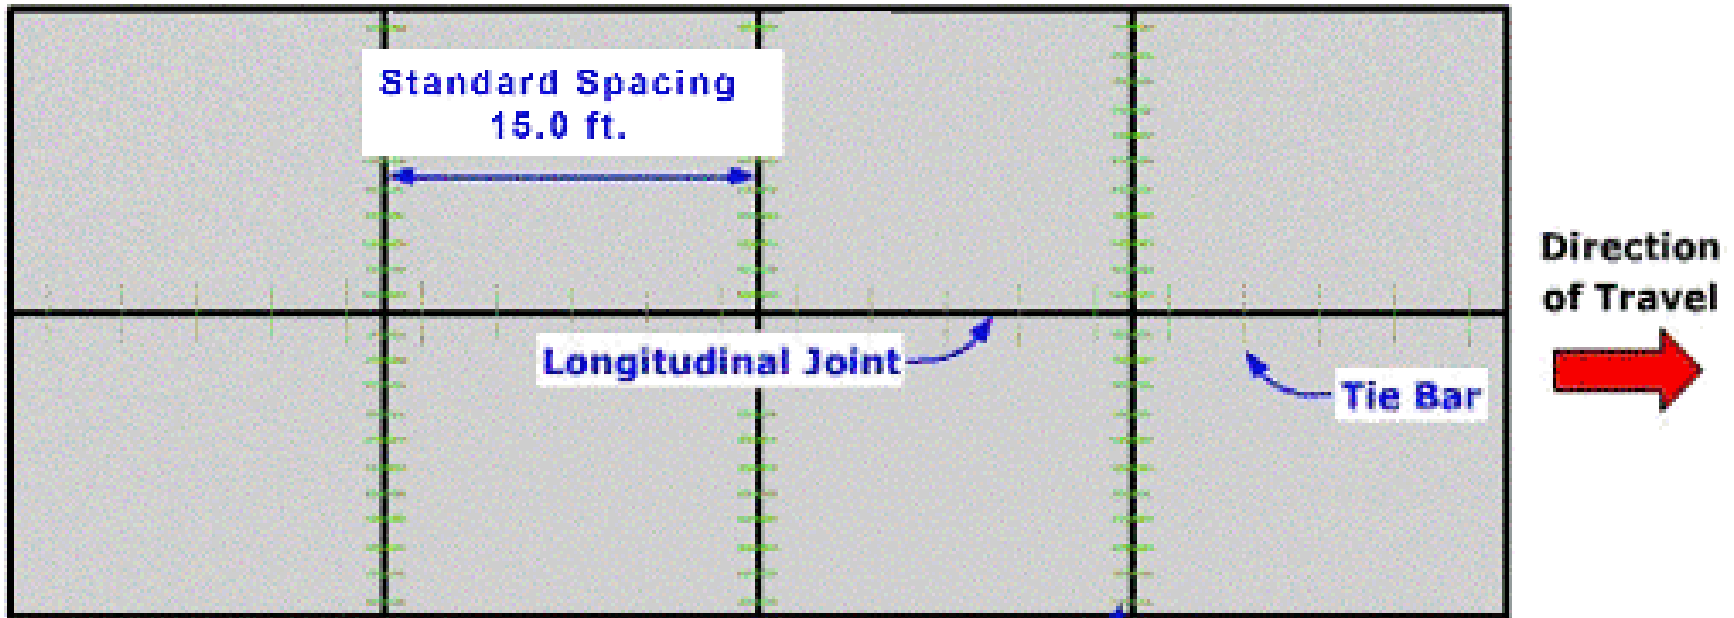 Standard Spacing
15.0 ft.
Direction
of Travel
Longitudinal Joint
Tie Bar